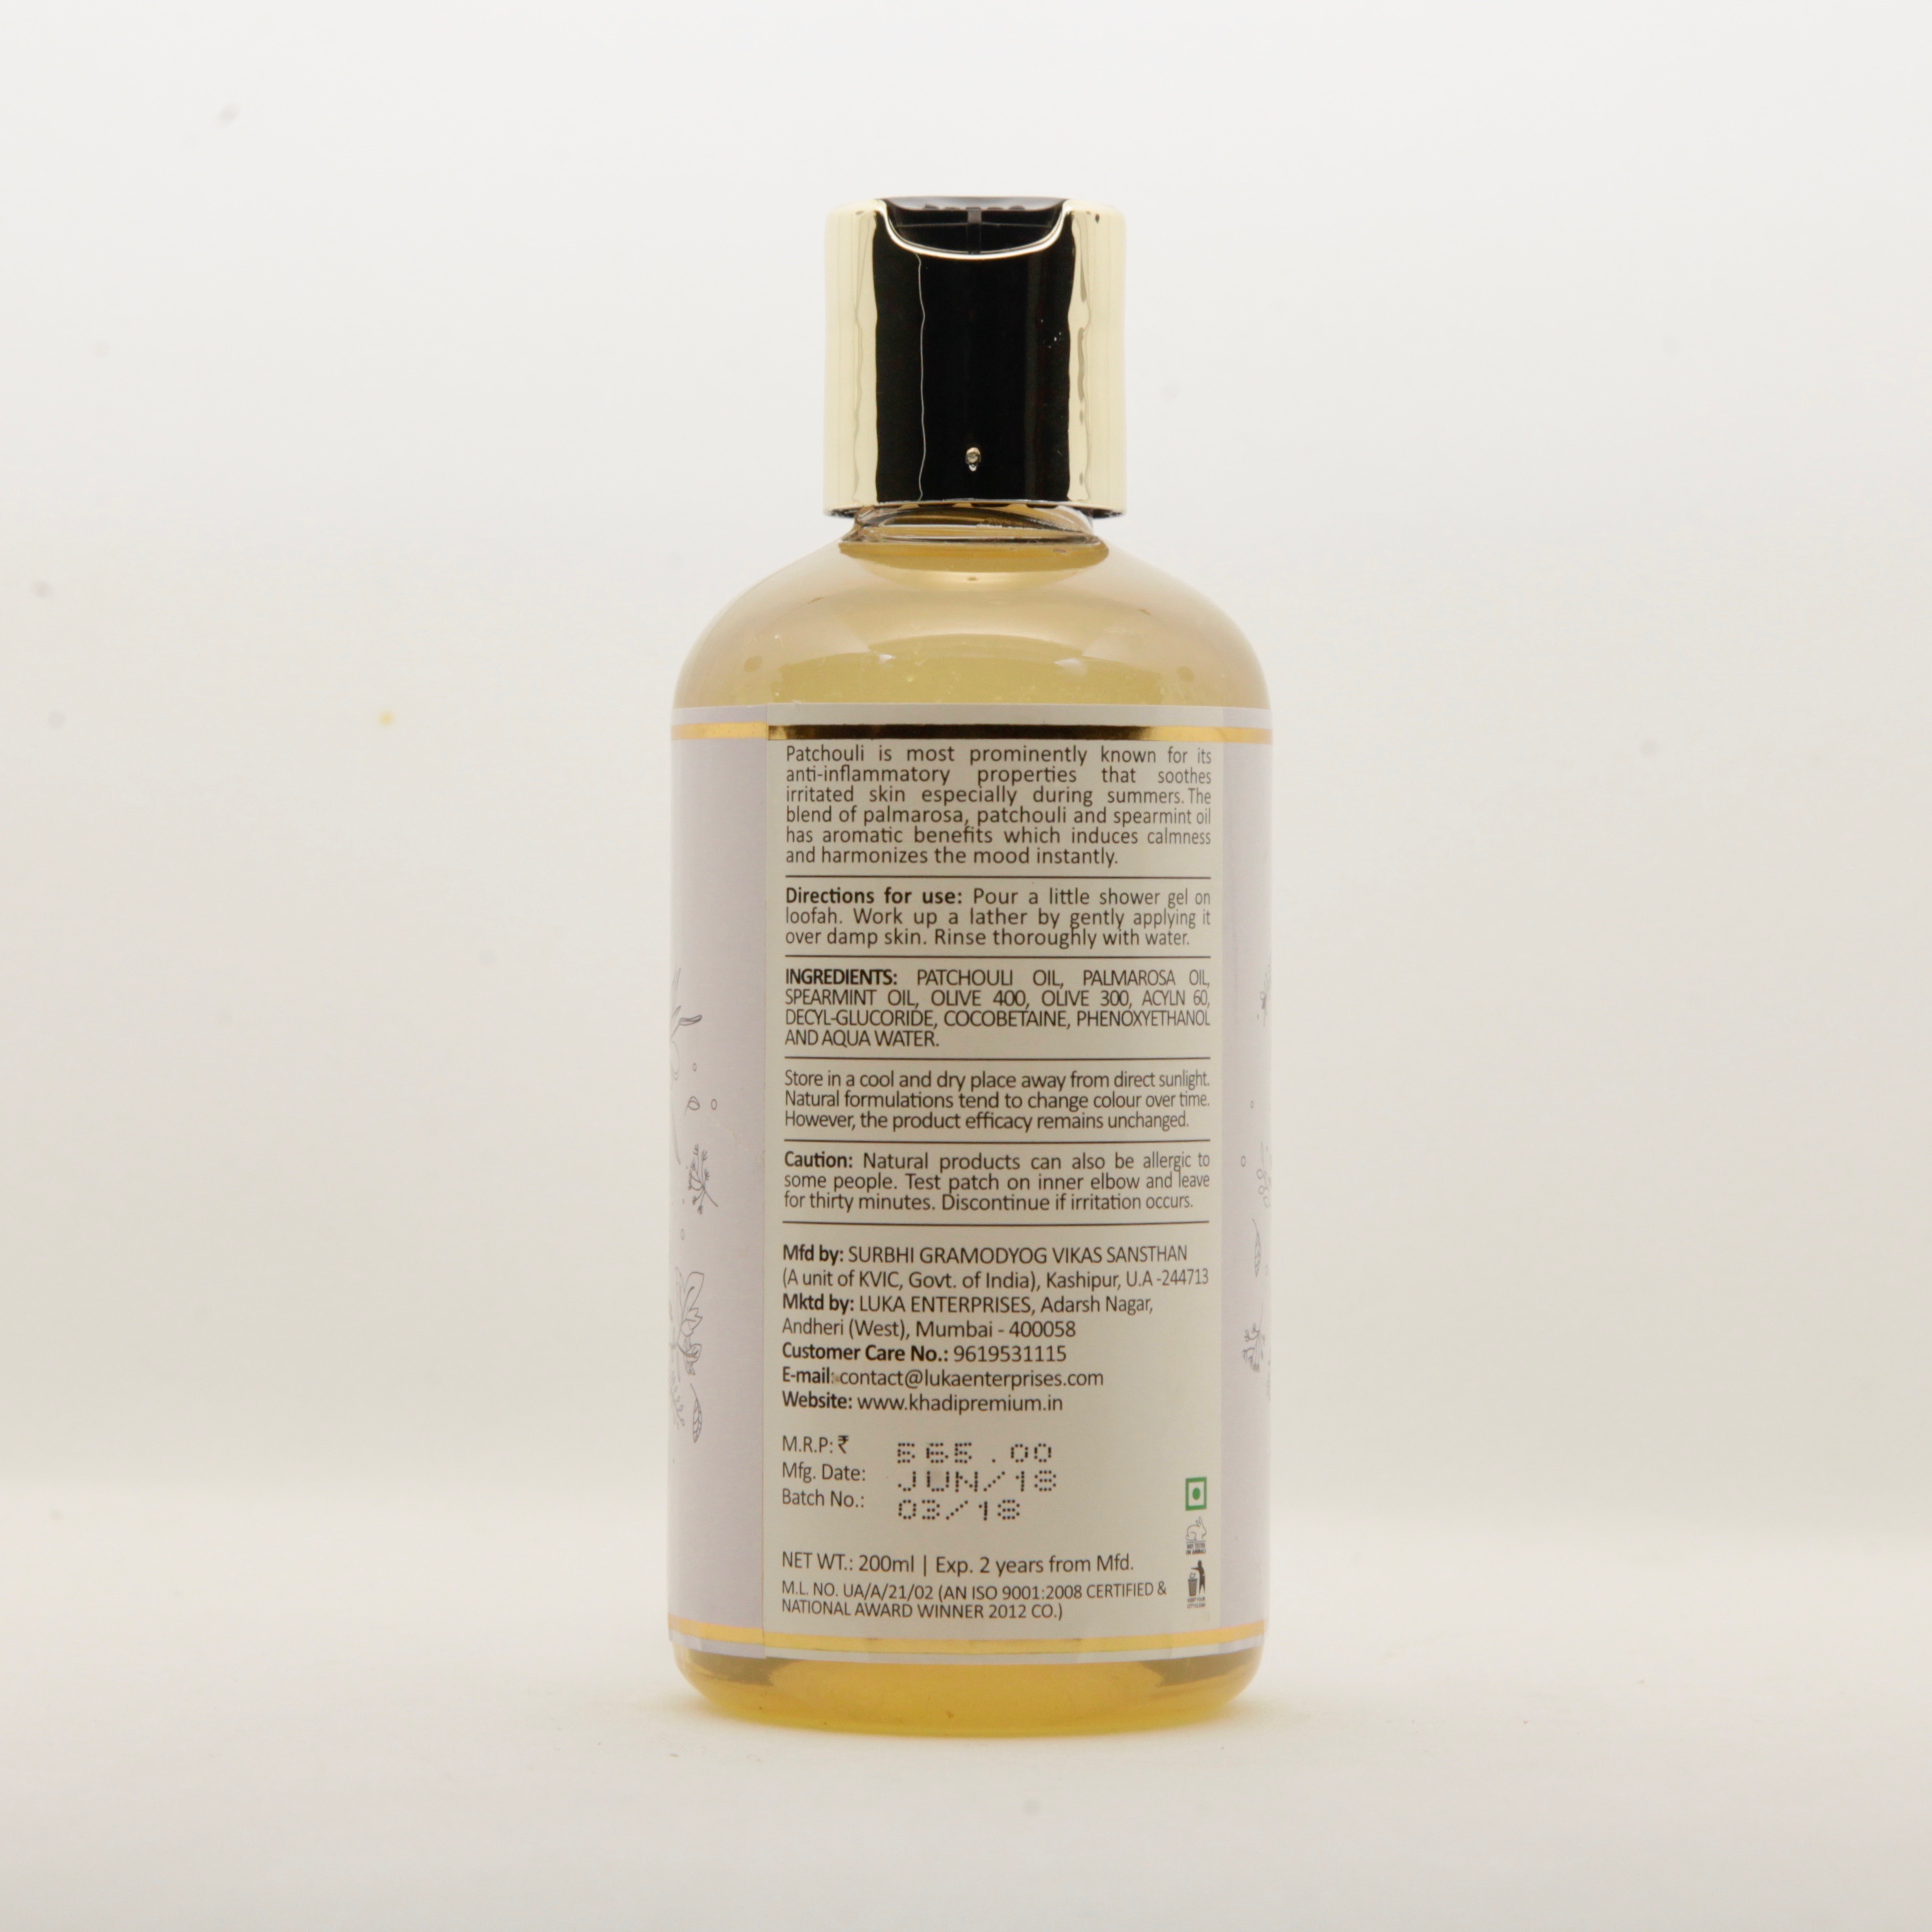 Patchouli is most prominently known for its
anti-inflammatory properties that soothes
irritated skin especially during summers. The
blend of palmarosa, patchouli and spearmint oil
has aromatic benefits which induces calmness
and harmonizes the mood instantly.
Directions for use: Pour a little shower gel on
loofah. Work up a lather by gently applying it
over damp skin. Rinse thoroughly with water.
INGREDIENTS: PATCHOULI OIL, PALMAROSA OIL,
SPEARMINT OIL, OLIVE 400, OLIVE 300, ACYLN 60,
DECYL-GLUCORIDE, COCOBETAINE, PHENOXYETHANOL
AND AQUA WATER.
Store in a cool and dry place away from direct sunlight.
Natural formulations tend to change colour over time.
However, the product efficacy remains unchanged.
Caution: Natural products can also be allergic to
some people. Test patch on inner elbow and leave
for thirty minutes. Discontinue if irritation occurs.
Mfd by: SURBHI GRAMODYOG VIKAS SANSTHAN
(A unit of KVIC, Govt. of India), Kashipur, U.A -244713
Mktd by: LUKA ENTERPRISES, Adarsh Nagar,
Andheri (West), Mumbai - 400058
Customer Care No.: 9619531115
E-mail: contact@lukaenterprises.com
Website: www.khadipremium.in
M.R.P: ₹ 565.00
Mfg. Date: JUN/18
Batch No.: 03/18
NET WT.: 200ml | Exp. 2 years from Mfd.
M.L. NO. UA/A/21/02 (AN ISO 9001:2008 CERTIFIED &
NATIONAL AWARD WINNER 2012 CO.)